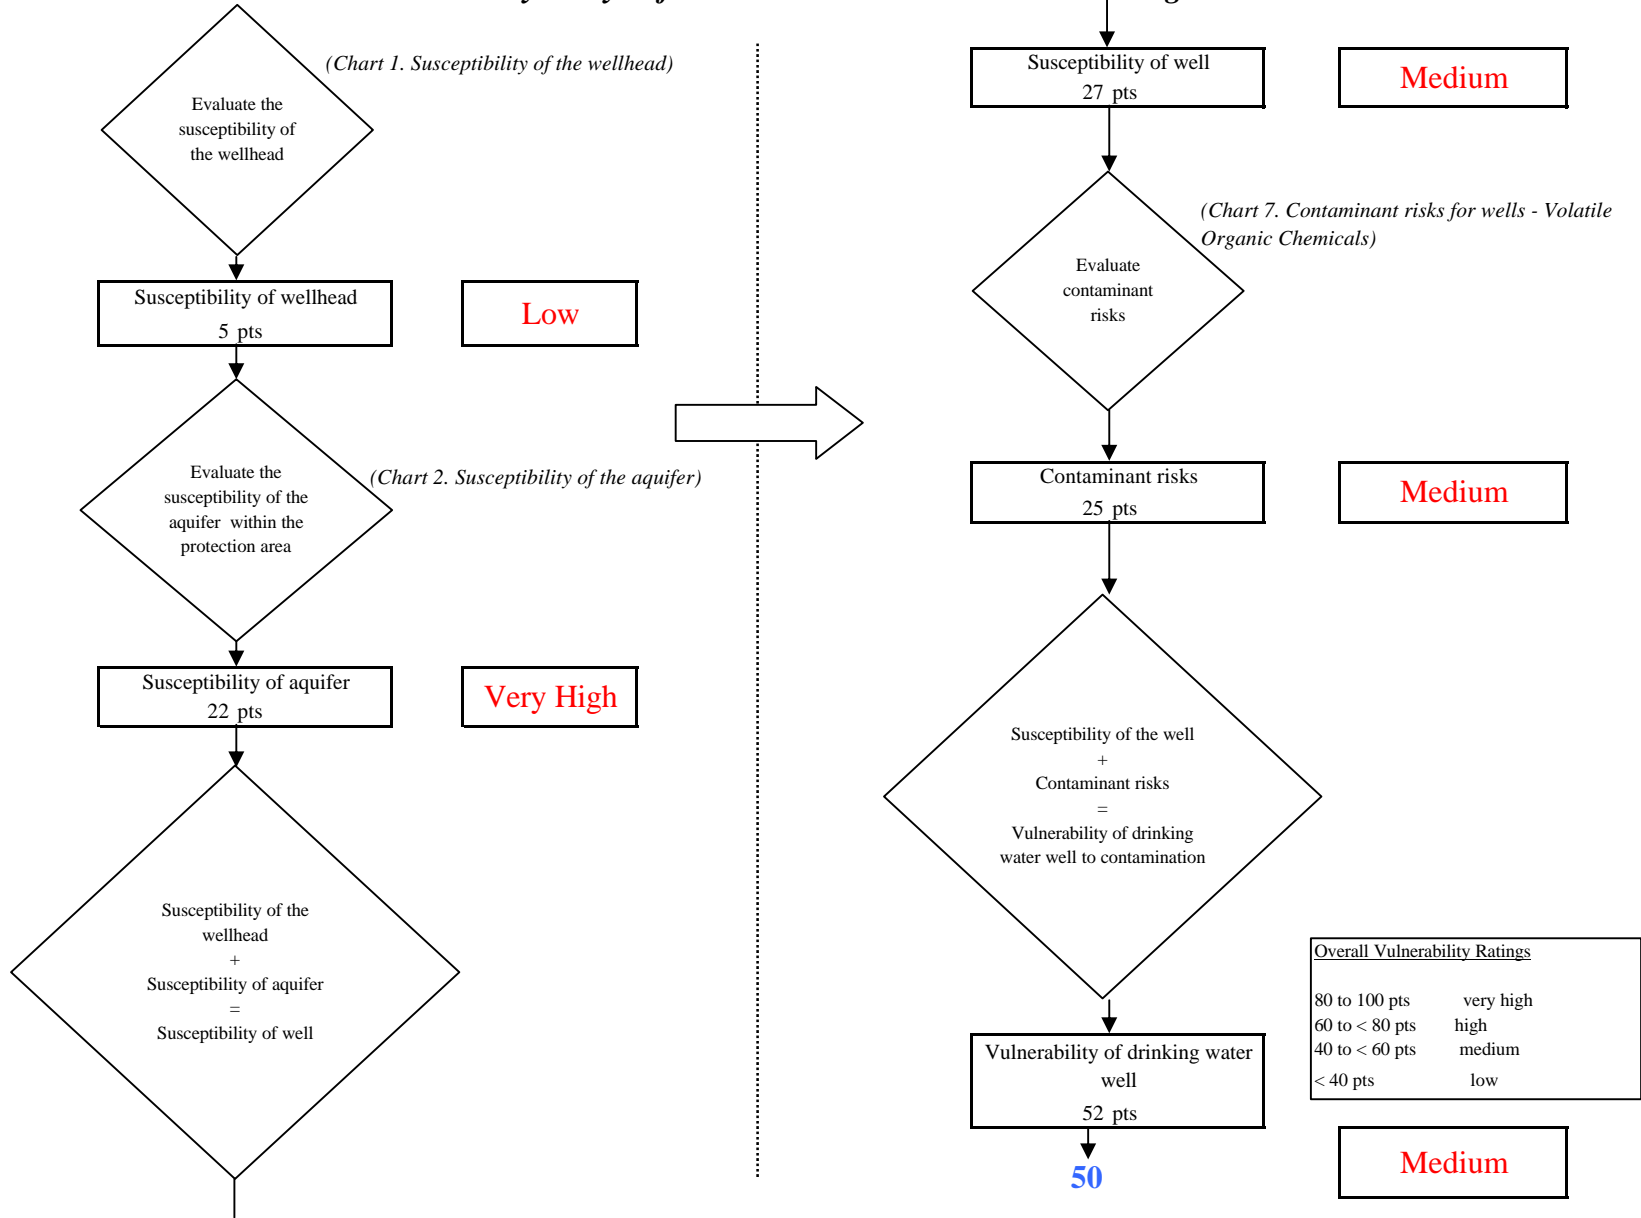 (Chart 1. Susceptibility of the wellhead)
Evaluate the
susceptibility of
the wellhead
Susceptibility of wellhead
5 pts
Low
Evaluate the
susceptibility of the
aquifer within the
protection area
(Chart 2. Susceptibility of the aquifer)
Susceptibility of aquifer
22 pts
Very High
Susceptibility of the
wellhead
+
Susceptibility of aquifer
=
Susceptibility of well
Susceptibility of well
27 pts
Medium
(Chart 7. Contaminant risks for wells - Volatile
Organic Chemicals)
Evaluate
contaminant
risks
Contaminant risks
25 pts
Medium
Susceptibility of the well
+
Contaminant risks
=
Vulnerability of drinking
water well to contamination
Vulnerability of drinking water
well
52 pts
50
Overall Vulnerability Ratings
80 to 100 pts very high
60 to < 80 pts high
40 to < 60 pts medium
< 40 pts low
Medium